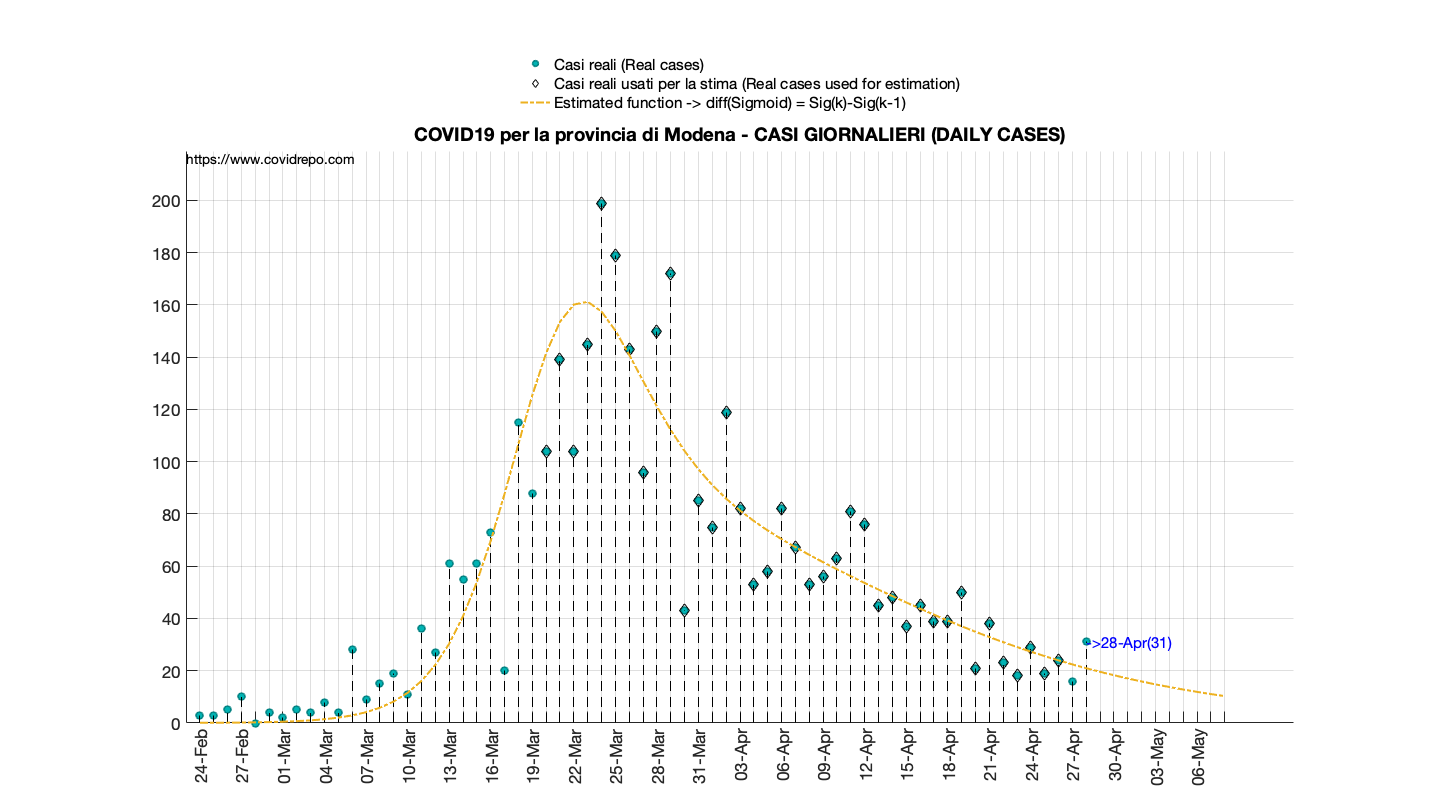 Casi reali (Real cases)
Casi reali usati per la stima (Real cases used for estimation)
Estimated function -> diff(Sigmoid) = Sig(k)-Sig(k-1)
COVID19 per la provincia di Modena - CASI GIORNALIERI (DAILY CASES)
https://www.covidrepo.com
200
180
160
140
120
100
80
60
40
20
0
->28-Apr(31)
24-Feb
27-Feb
01-Mar
04-Mar
07-Mar
10-Mar
13-Mar
16-Mar
19-Mar
22-Mar
25-Mar
28-Mar
31-Mar
03-Apr
06-Apr
09-Apr
12-Apr
15-Apr
18-Apr
21-Apr
24-Apr
27-Apr
30-Apr
03-May
06-May